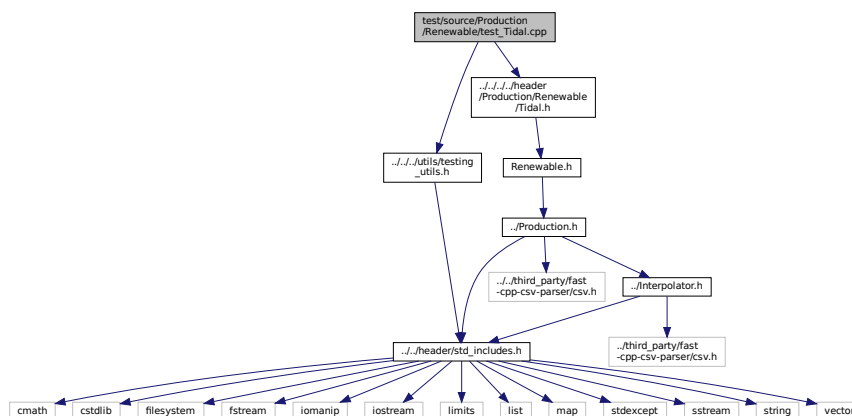 test/source/Production
/Renewable/test_Tidal.cpp
../../../../header
/Production/Renewable
/Tidal.h
../../../utils/testing
_utils.h
Renewable.h
../Production.h
../../third_party/fast
-cpp-csv-parser/csv.h
../Interpolator.h
../third_party/fast
-cpp-csv-parser/csv.h
../../header/std_includes.h
cmath
cstdlib
filesystem
fstream
iomanip
iostream
limits
list
map
stdexcept
sstream
string
vecto